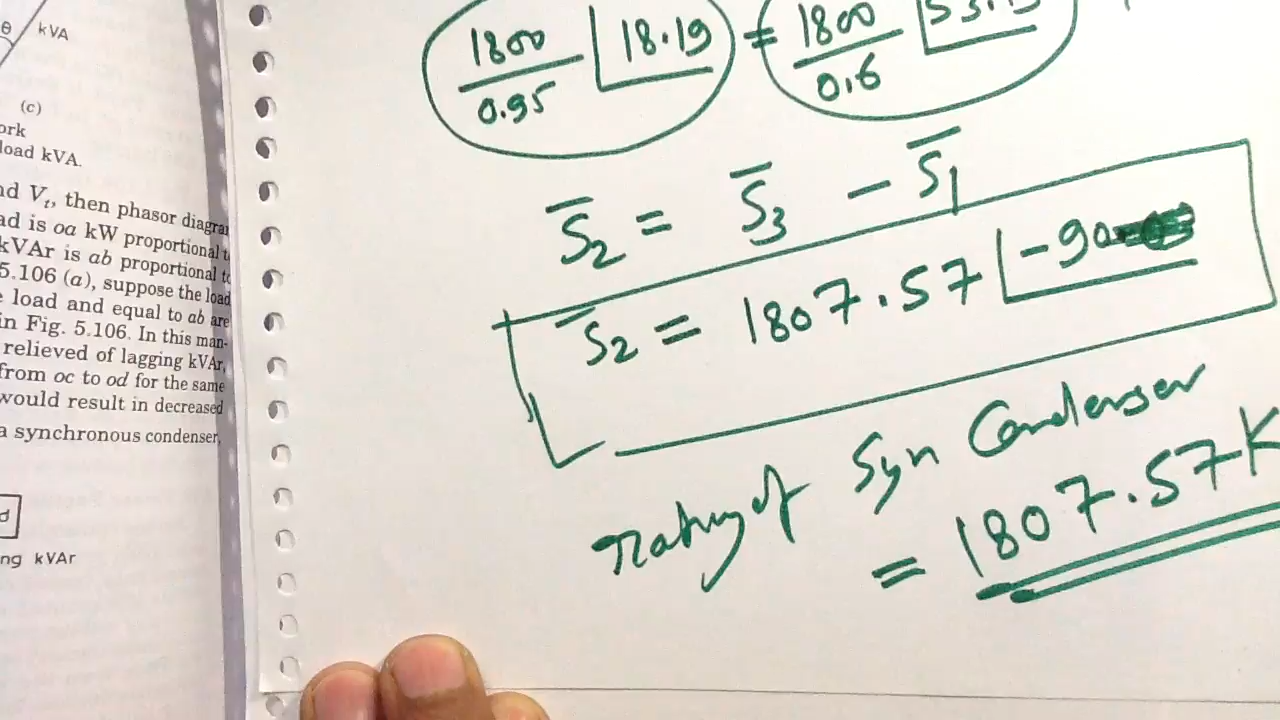 θ
kVA
(c)
ork
load kVA.
nd Vt, then phasor diagra
ad is oa kW proportional t
kVAr is ab proportional to
5.106 (a), suppose the load
e load and equal to ab are
in Fig. 5.106. In this man-
relieved of lagging kVAr,
from oc to od for the same
would result in decreased
a synchronous condenser,
d
ng kVAr
1800/0.95 ∠18.19 = 1800/0.6
S̅2 = S̅3 - S̅1
S̅2 = 1807.57 ∠-90
rating of Syn Condenser
= 1807.57 K